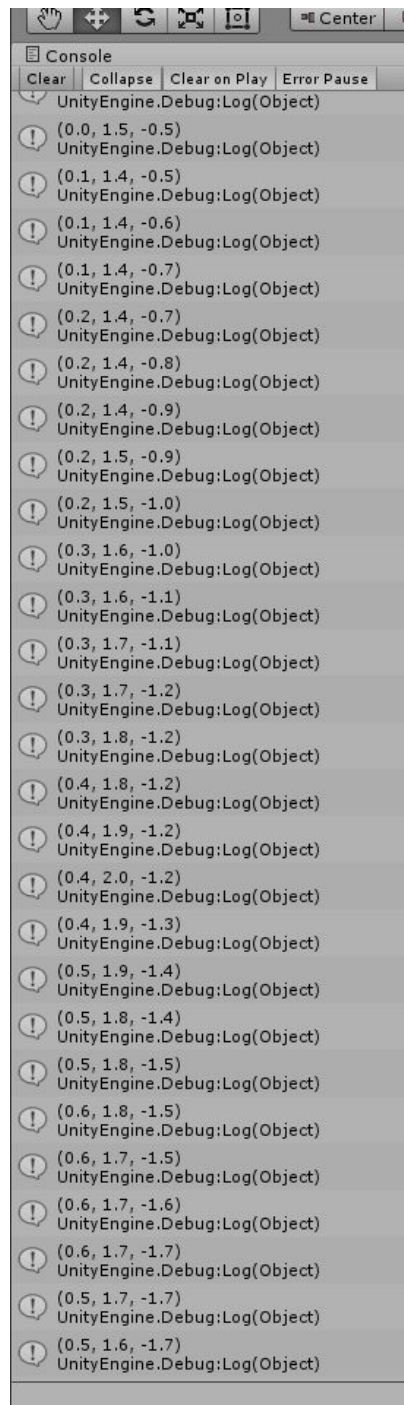 Center
Console
Clear Collapse Clear on Play Error Pause
UnityEngine.Debug:Log(Object)
(0.0, 1.5, -0.5)
UnityEngine.Debug:Log(Object)
(0.1, 1.4, -0.5)
UnityEngine.Debug:Log(Object)
(0.1, 1.4, -0.6)
UnityEngine.Debug:Log(Object)
(0.1, 1.4, -0.7)
UnityEngine.Debug:Log(Object)
(0.2, 1.4, -0.7)
UnityEngine.Debug:Log(Object)
(0.2, 1.4, -0.8)
UnityEngine.Debug:Log(Object)
(0.2, 1.4, -0.9)
UnityEngine.Debug:Log(Object)
(0.2, 1.5, -0.9)
UnityEngine.Debug:Log(Object)
(0.2, 1.5, -1.0)
UnityEngine.Debug:Log(Object)
(0.3, 1.6, -1.0)
UnityEngine.Debug:Log(Object)
(0.3, 1.6, -1.1)
UnityEngine.Debug:Log(Object)
(0.3, 1.7, -1.1)
UnityEngine.Debug:Log(Object)
(0.3, 1.7, -1.2)
UnityEngine.Debug:Log(Object)
(0.3, 1.8, -1.2)
UnityEngine.Debug:Log(Object)
(0.4, 1.8, -1.2)
UnityEngine.Debug:Log(Object)
(0.4, 1.9, -1.2)
UnityEngine.Debug:Log(Object)
(0.4, 2.0, -1.2)
UnityEngine.Debug:Log(Object)
(0.4, 1.9, -1.3)
UnityEngine.Debug:Log(Object)
(0.5, 1.9, -1.4)
UnityEngine.Debug:Log(Object)
(0.5, 1.8, -1.4)
UnityEngine.Debug:Log(Object)
(0.5, 1.8, -1.5)
UnityEngine.Debug:Log(Object)
(0.6, 1.8, -1.5)
UnityEngine.Debug:Log(Object)
(0.6, 1.7, -1.5)
UnityEngine.Debug:Log(Object)
(0.6, 1.7, -1.6)
UnityEngine.Debug:Log(Object)
(0.6, 1.7, -1.7)
UnityEngine.Debug:Log(Object)
(0.5, 1.7, -1.7)
UnityEngine.Debug:Log(Object)
(0.5, 1.6, -1.7)
UnityEngine.Debug:Log(Object)